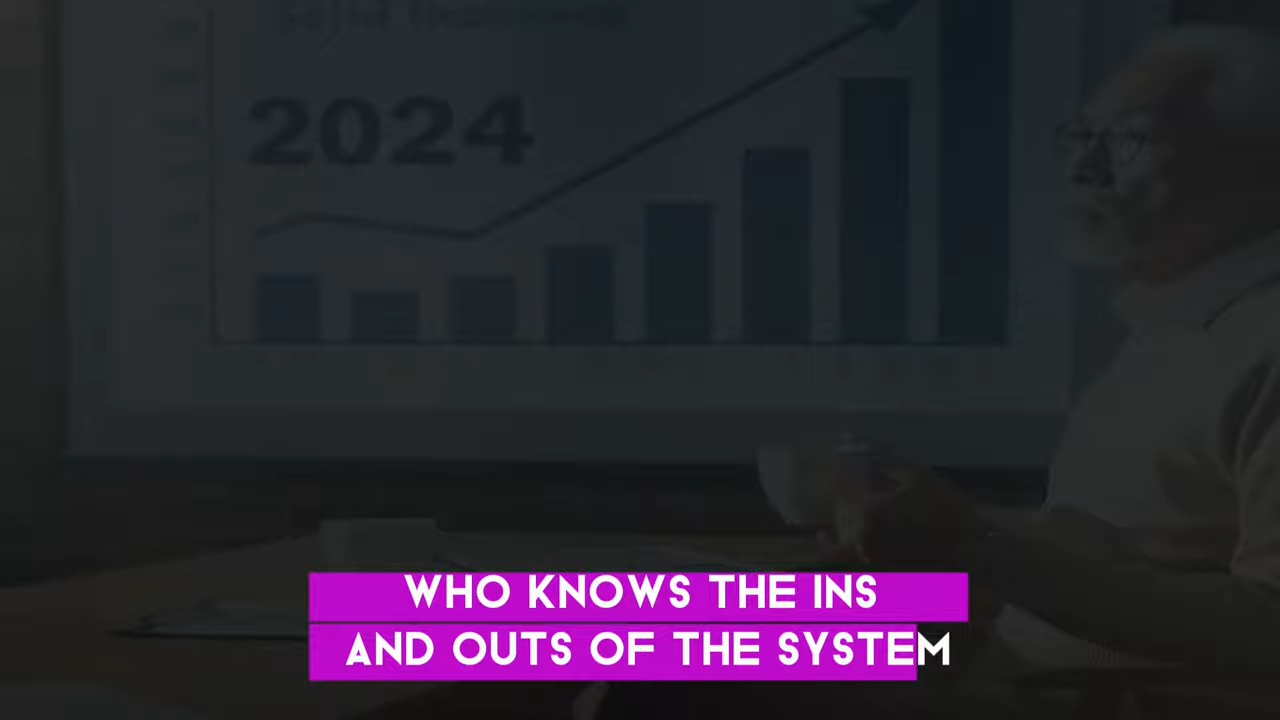 2024
WHO KNOWS THE INS
AND OUTS OF THE SYSTEM